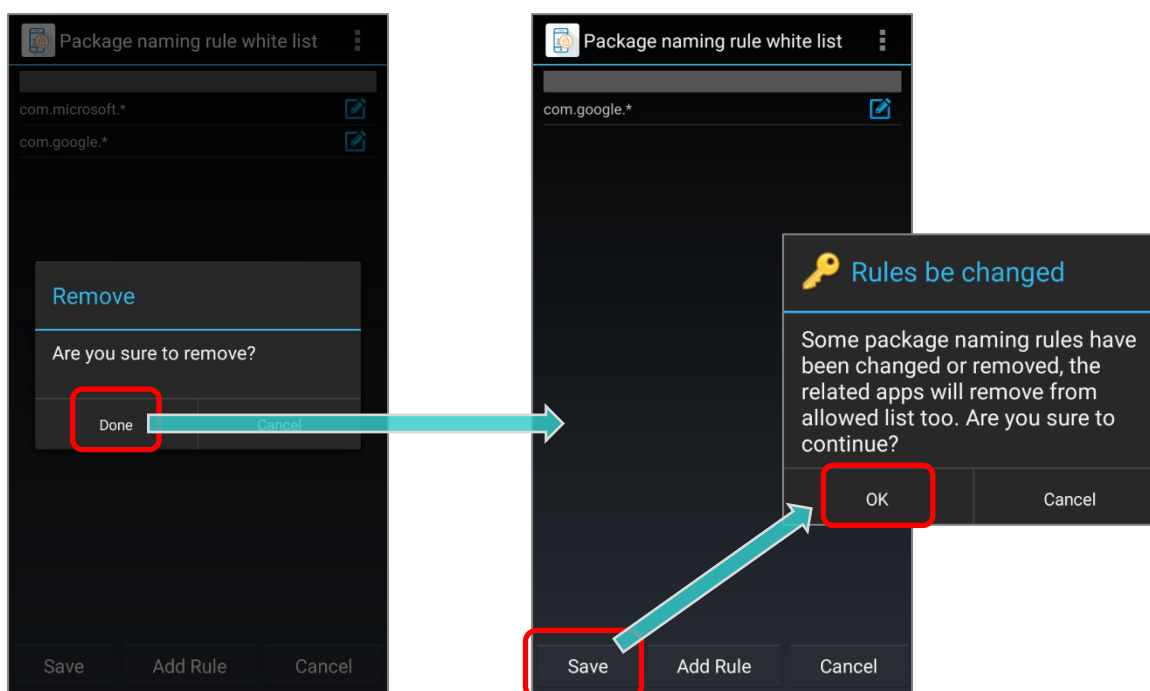 Package naming rule white list
com.microsoft.*
com.google.*
Remove
Are you sure to remove?
Done
Cancel
Save
Add Rule
Cancel
Package naming rule white list
com.google.*
Rules be changed
Some package naming rules have
been changed or removed, the
related apps will remove from
allowed list too. Are you sure to
continue?
OK
Cancel
Save
Add Rule
Cancel